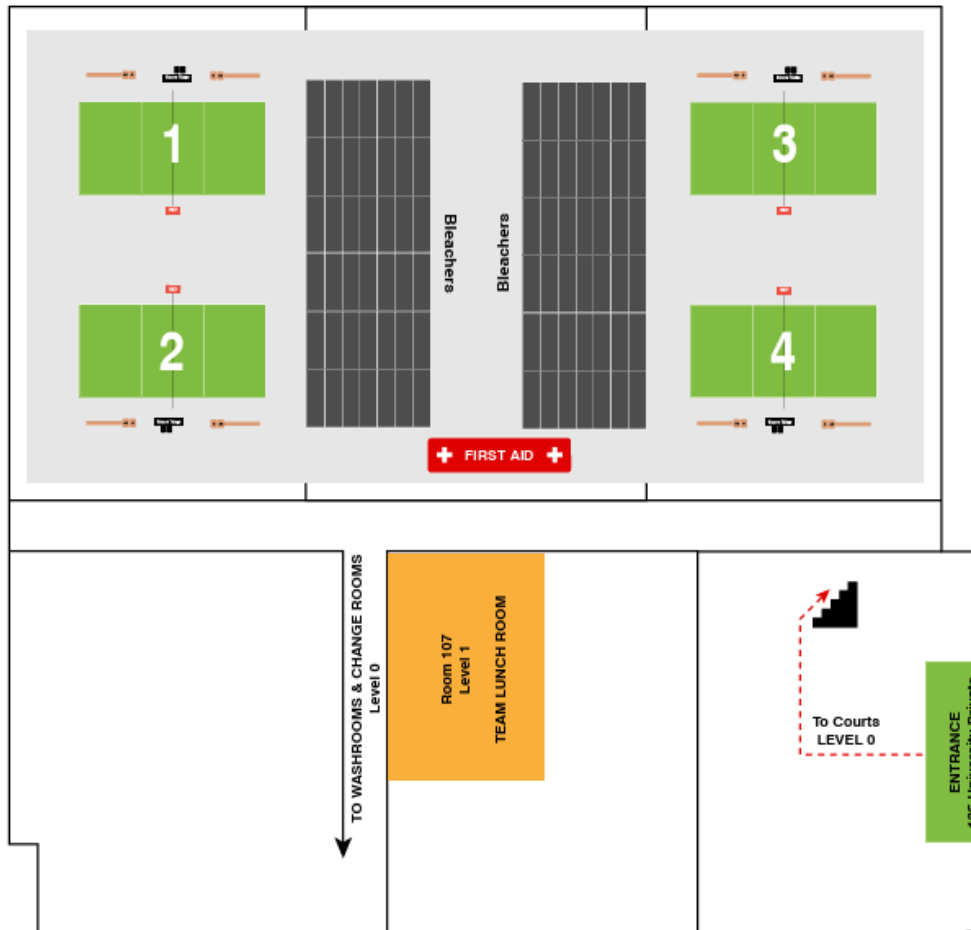 1
3
Bleachers
Bleachers
2
4
FIRST AID
TO WASHROOMS & CHANGE ROOMS
Level 0
Room 107
Level 1
TEAM LUNCH ROOM
To Courts
LEVEL 0
ENTRANCE